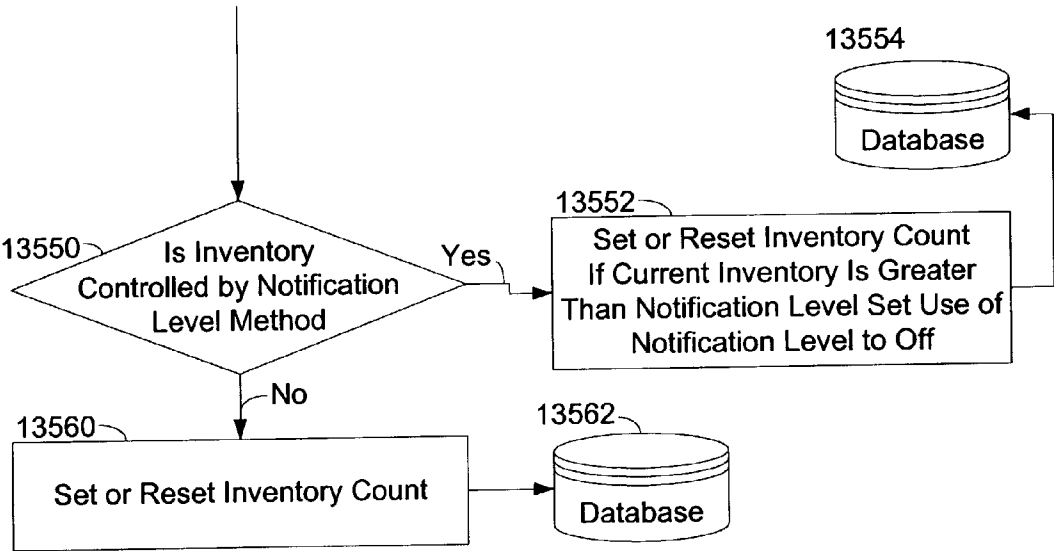 13554
Database
13552
Set or Reset Inventory Count
If Current Inventory Is Greater
Than Notification Level Set Use of
Notification Level to Off
13550
Is Inventory
Controlled by Notification
Level Method
Yes
No
13560
Set or Reset Inventory Count
13562
Database